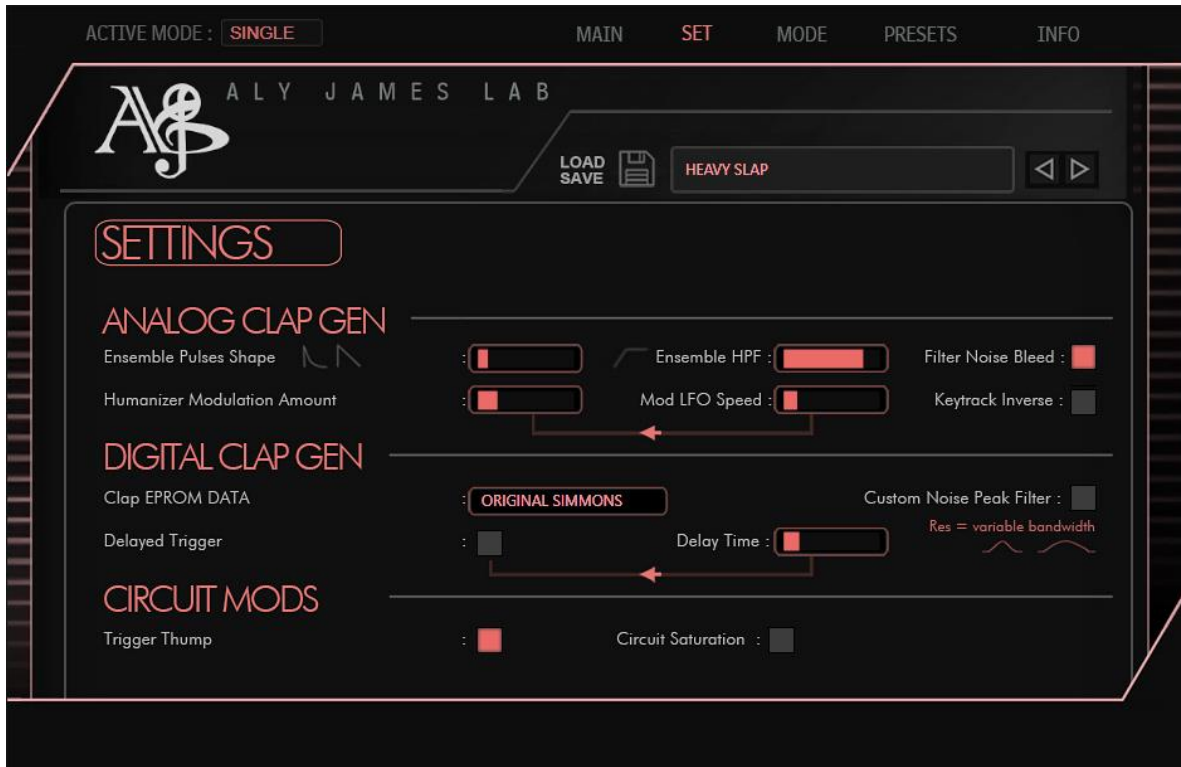 ACTIVE MODE : SINGLE MAIN SET MODE PRESETS INFO
ALY JAMES LAB
LOAD
SAVE
HEAVY SLAP
SETTINGS
ANALOG CLAP GEN
Ensemble Pulses Shape : Ensemble HPF : Filter Noise Bleed :
Humanizer Modulation Amount : Mod LFO Speed : Keytrack Inverse :
DIGITAL CLAP GEN
Clap EPROM DATA : ORIGINAL SIMMONS Custom Noise Peak Filter :
Res = variable bandwidth
Delayed Trigger : Delay Time :
CIRCUIT MODS
Trigger Thump : Circuit Saturation :